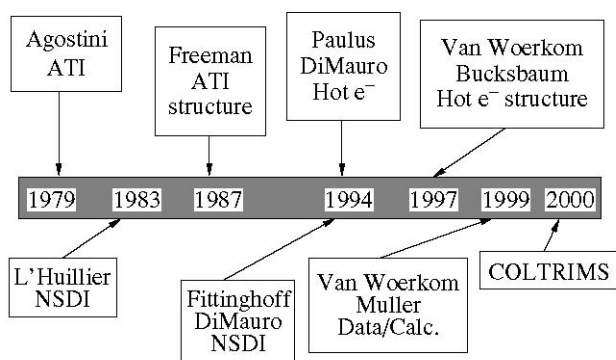 Agostini
ATI
Freeman
ATI
structure
Paulus
DiMauro
Hot e⁻
Van Woerkom
Bucksbaum
Hot e⁻ structure
1979 1983 1987 1994 1997 1999 2000
L'Huillier
NSDI
Fittinghoff
DiMauro
NSDI
Van Woerkom
Muller
Data/Calc.
COLTRIMS